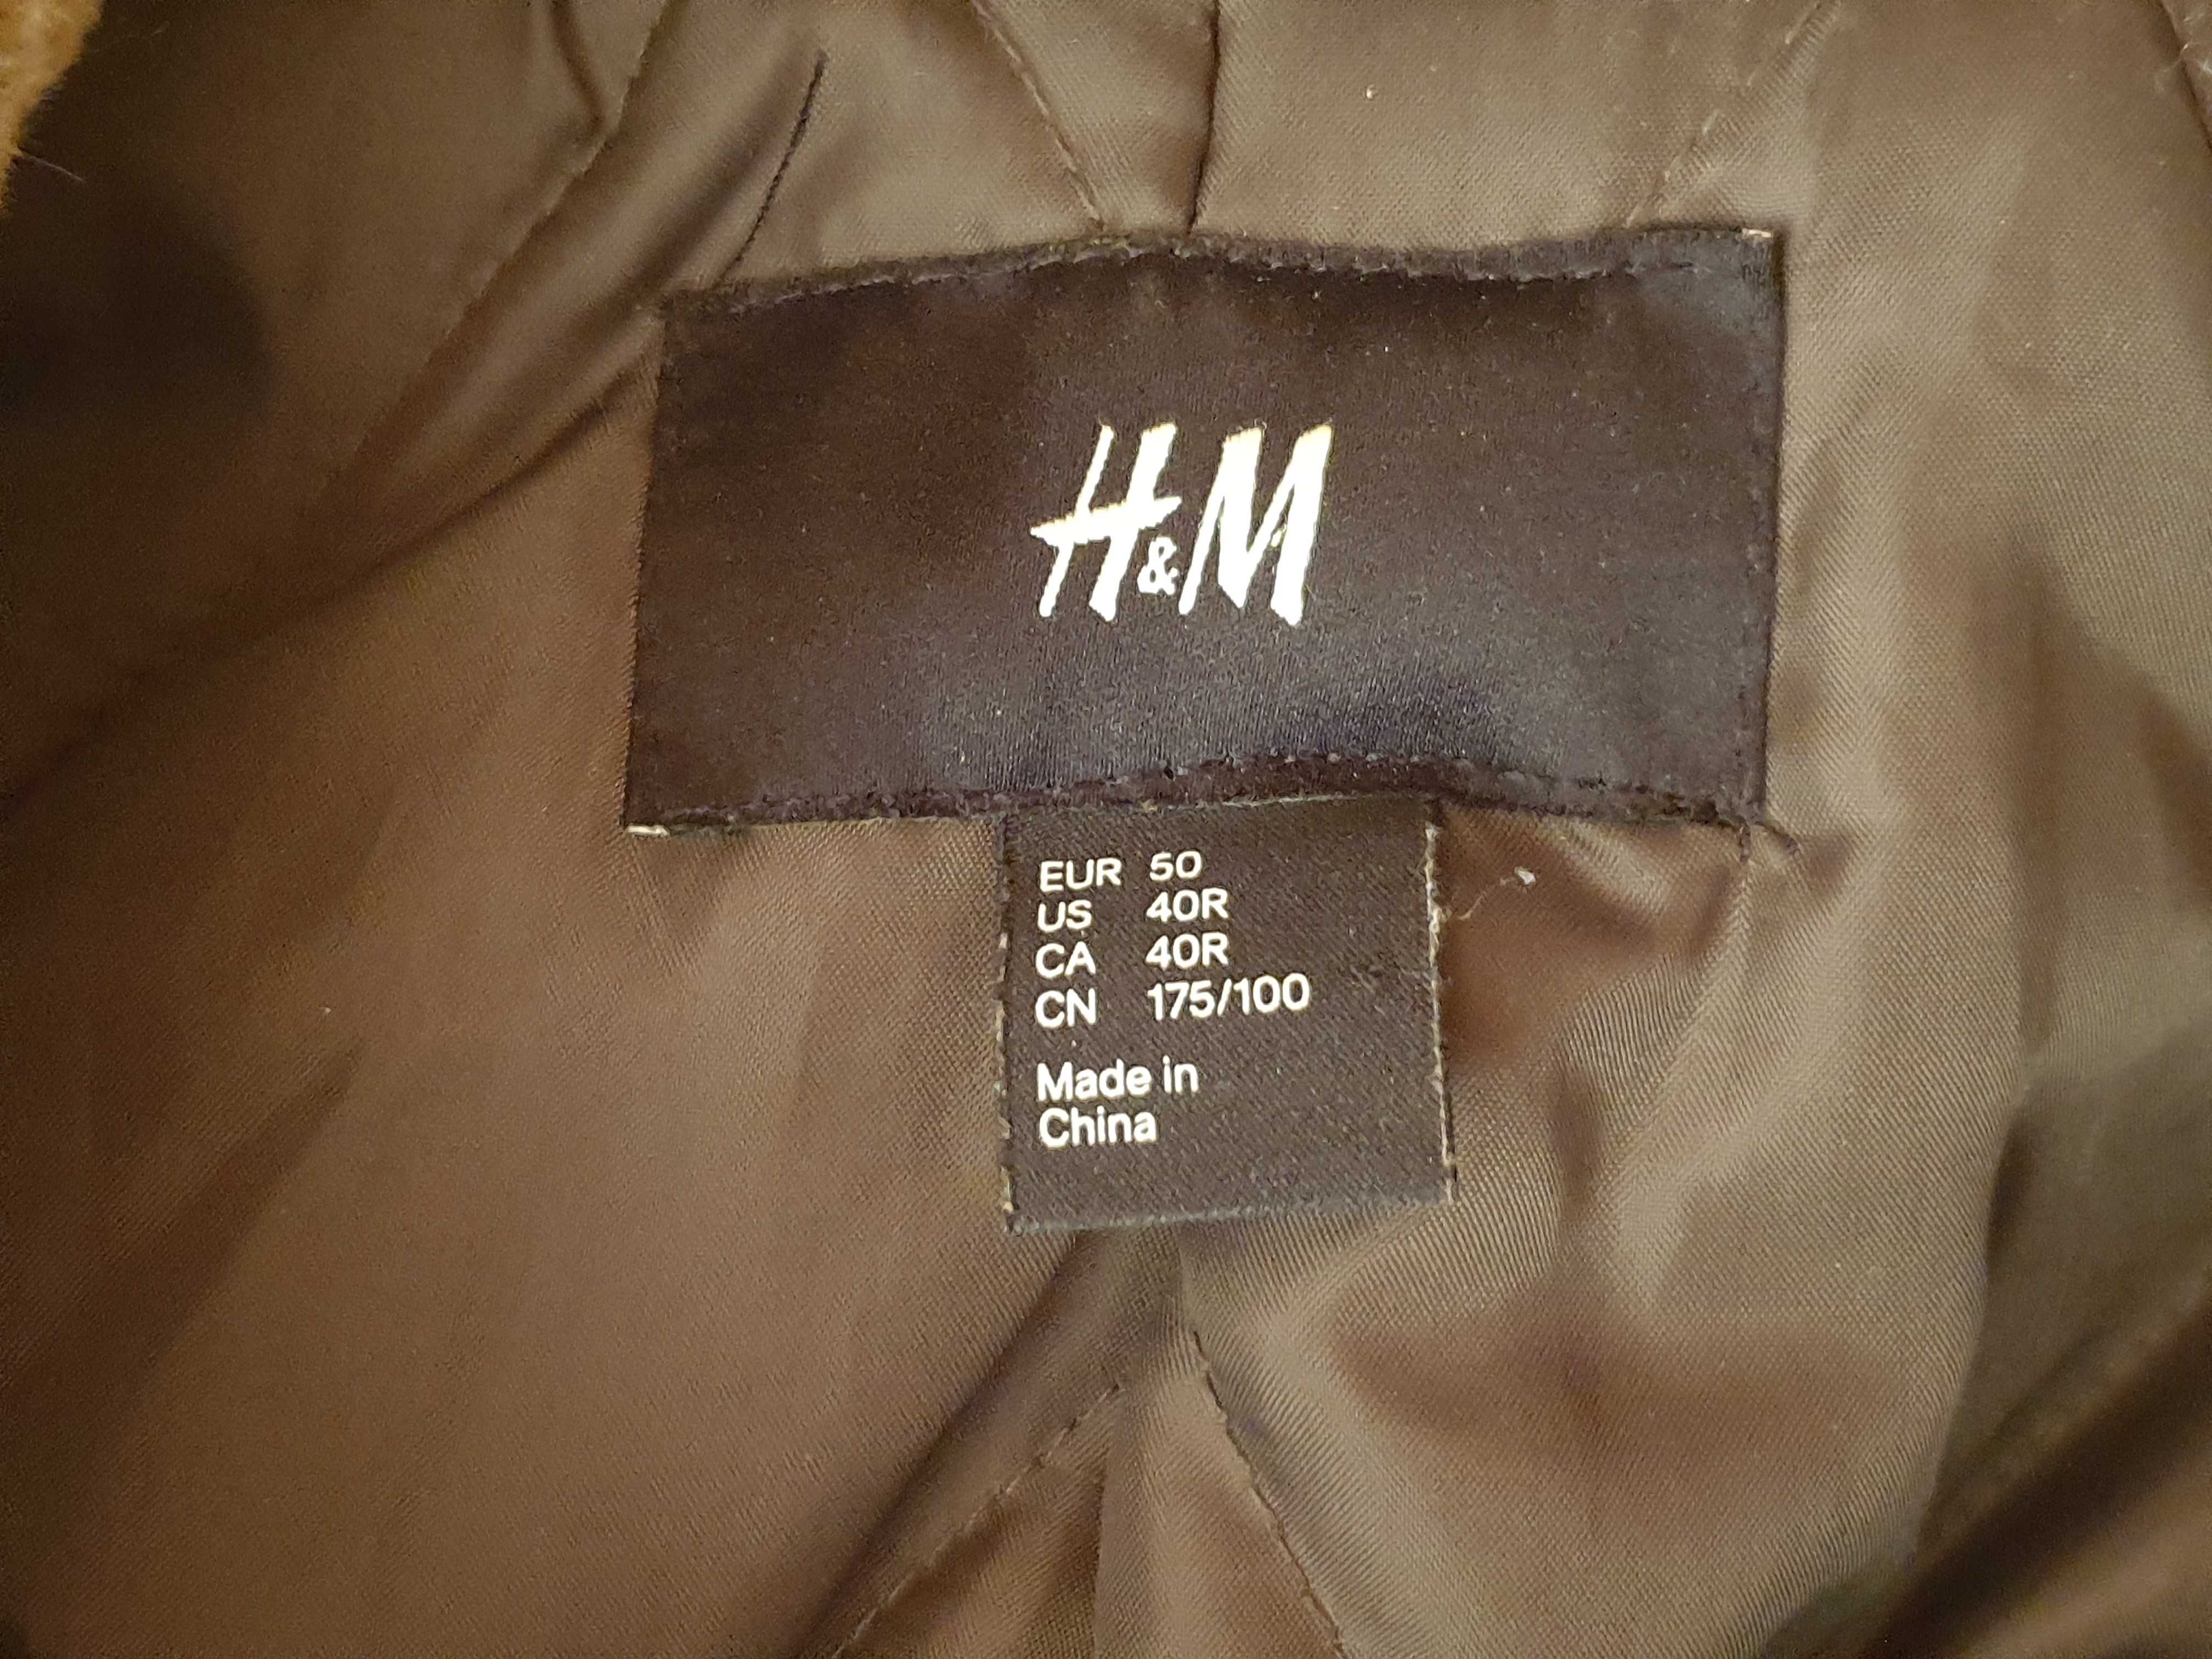 H&M
EUR 50
US 40R
CA 40R
CN 175/100
Made in
China